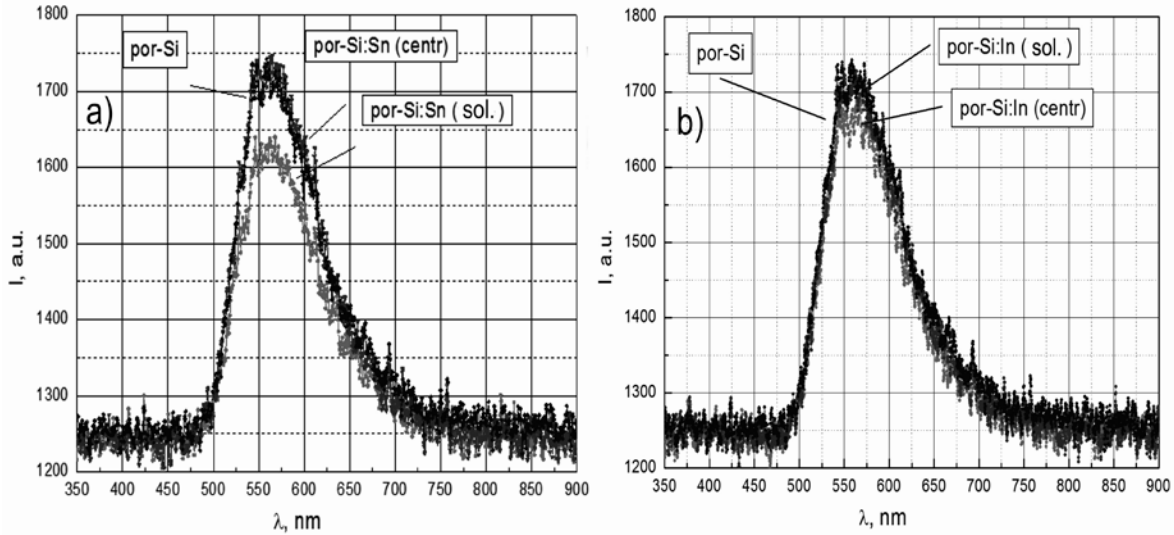 a)
por-Si
por-Si:Sn (centr)
por-Si:Sn ( sol.)
I, a.u.
1800
1700
1600
1500
1400
1300
1200
350 400 450 500 550 600 650 700 750 800 850 900
λ, nm
b)
por-Si
por-Si:In ( sol.)
por-Si:In (centr)
I, a.u.
1800
1700
1600
1500
1400
1300
1200
350 400 450 500 550 600 650 700 750 800 850 900
λ, nm